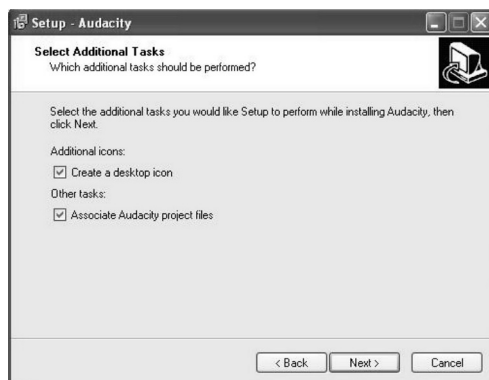 Setup - Audacity
Select Additional Tasks
Which additional tasks should be performed?
Select the additional tasks you would like Setup to perform while installing Audacity, then
click Next.
Additional icons:
Create a desktop icon
Other tasks:
Associate Audacity project files
< Back
Next >
Cancel